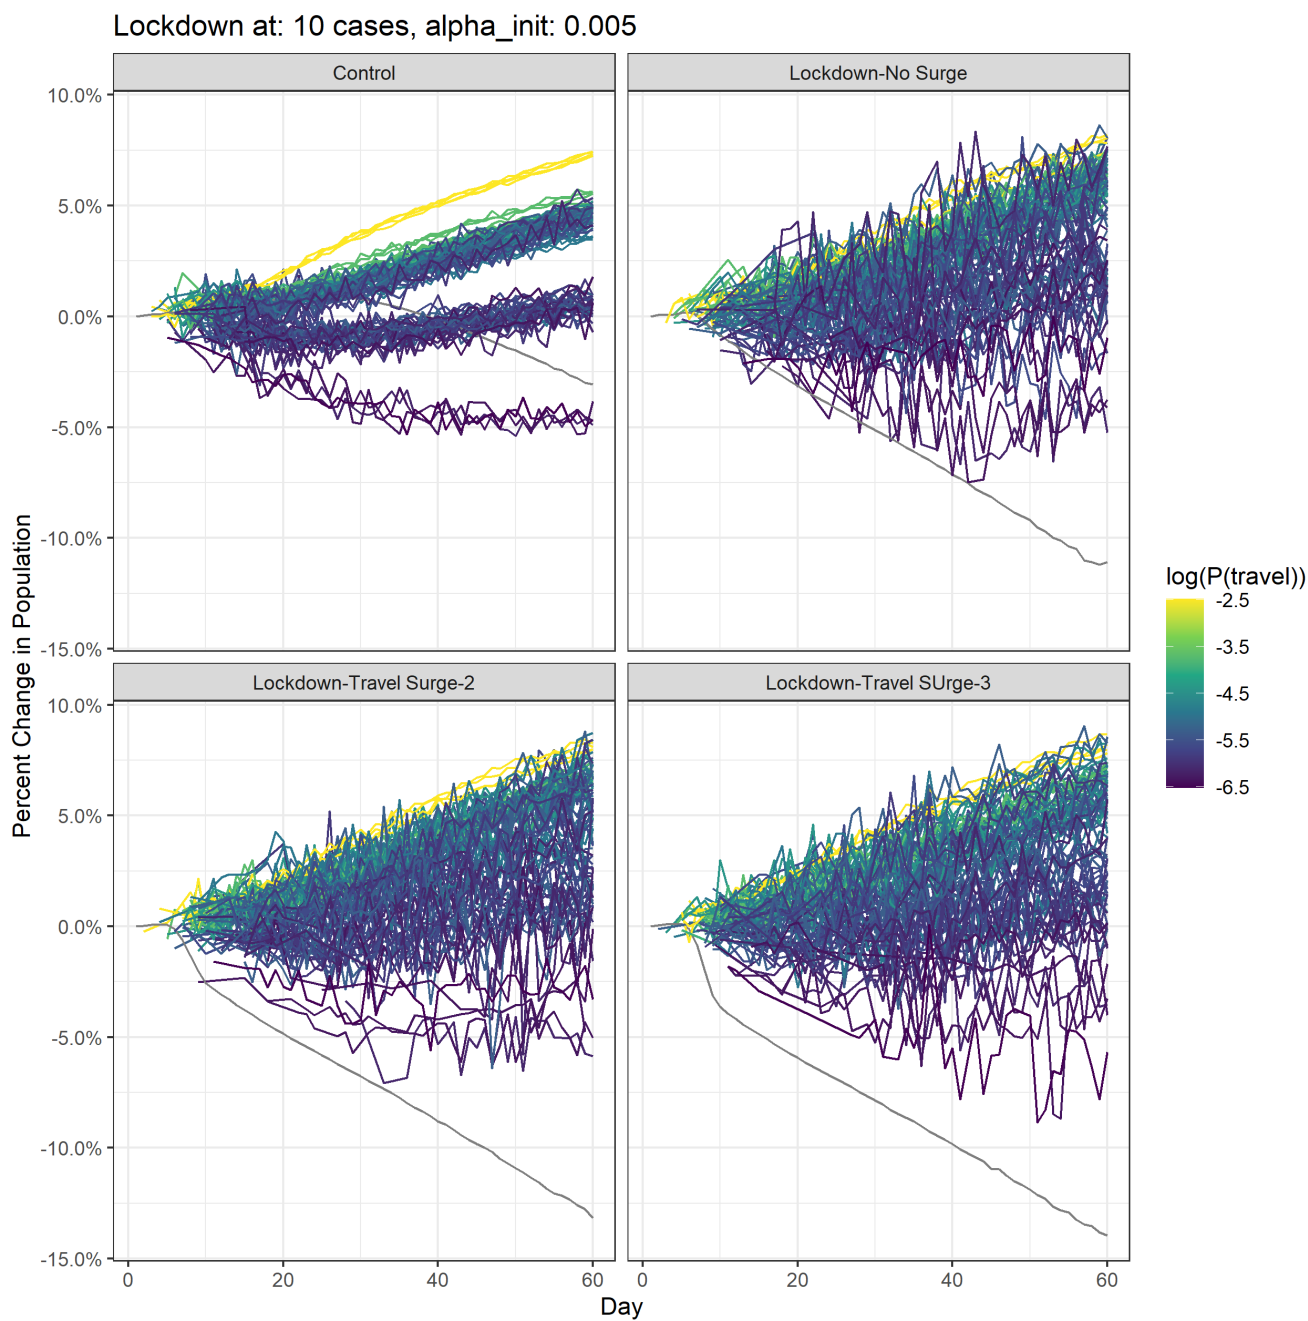 Lockdown at: 10 cases, alpha_init: 0.005
Control
Lockdown-No Surge
10.0%
5.0%
0.0%
-5.0%
-10.0%
-15.0%
Lockdown-Travel Surge-2
Lockdown-Travel SUrge-3
10.0%
5.0%
0.0%
-5.0%
-10.0%
-15.0%
0 20 40 60
0 20 40 60
Day
Percent Change in Population
log(P(travel))
-2.5
-3.5
-4.5
-5.5
-6.5